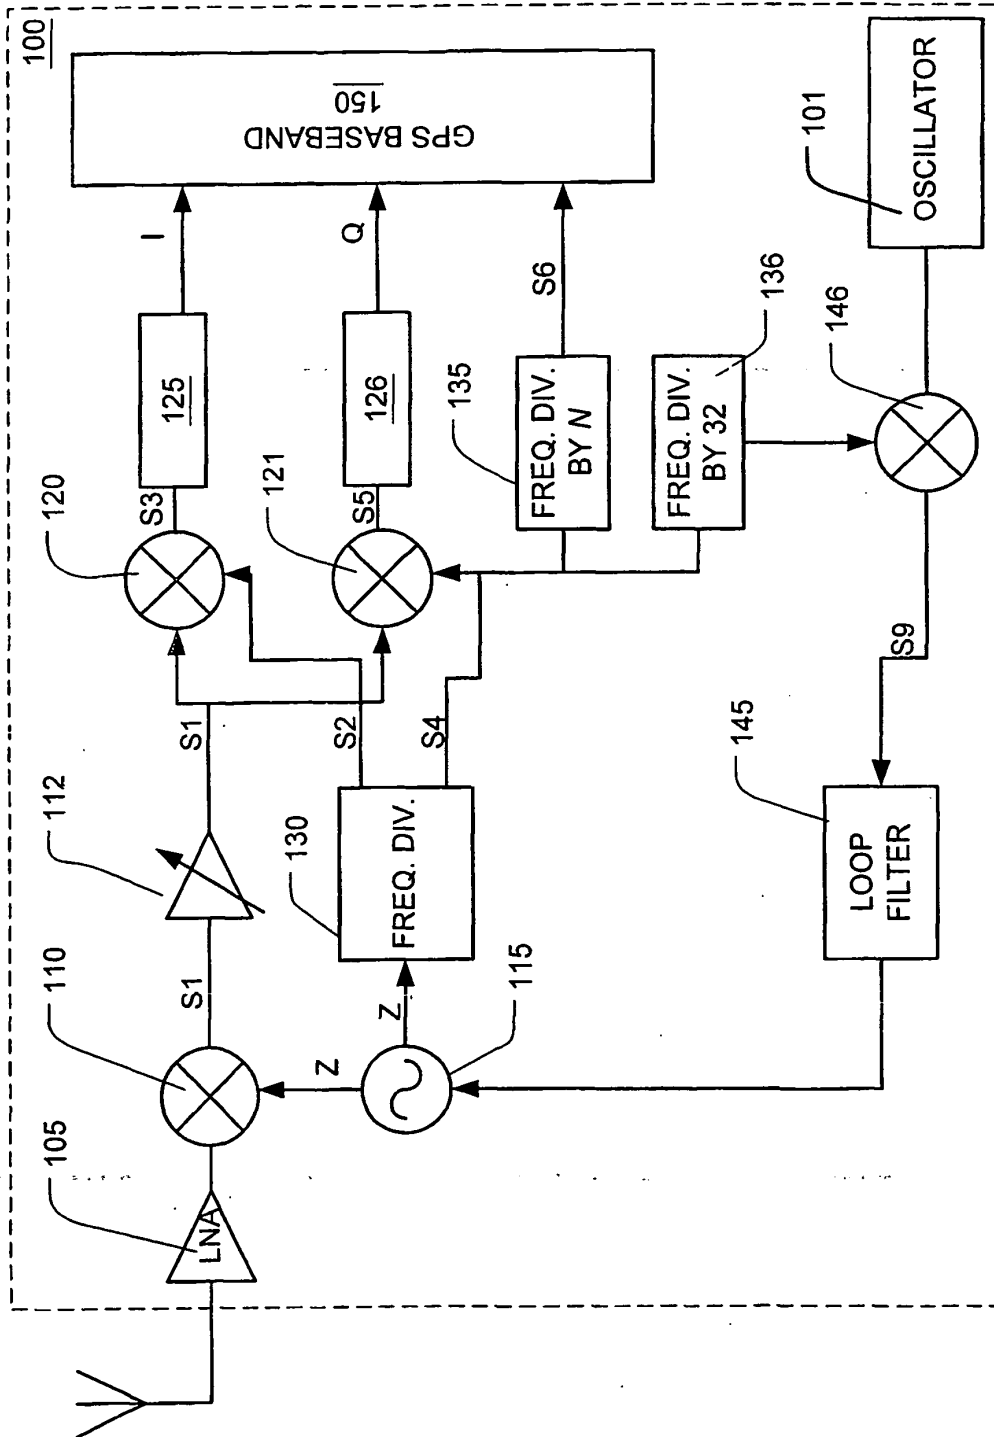 100
105
LNA
110
S1
112
S1
120
S3
125
I
GPS BASEBAND
150
Z
Z
115
130
FREQ. DIV.
S2
S4
121
S5
126
Q
135
FREQ. DIV.
BY N
S6
136
FREQ. DIV.
BY 32
146
101
OSCILLATOR
S9
145
LOOP
FILTER